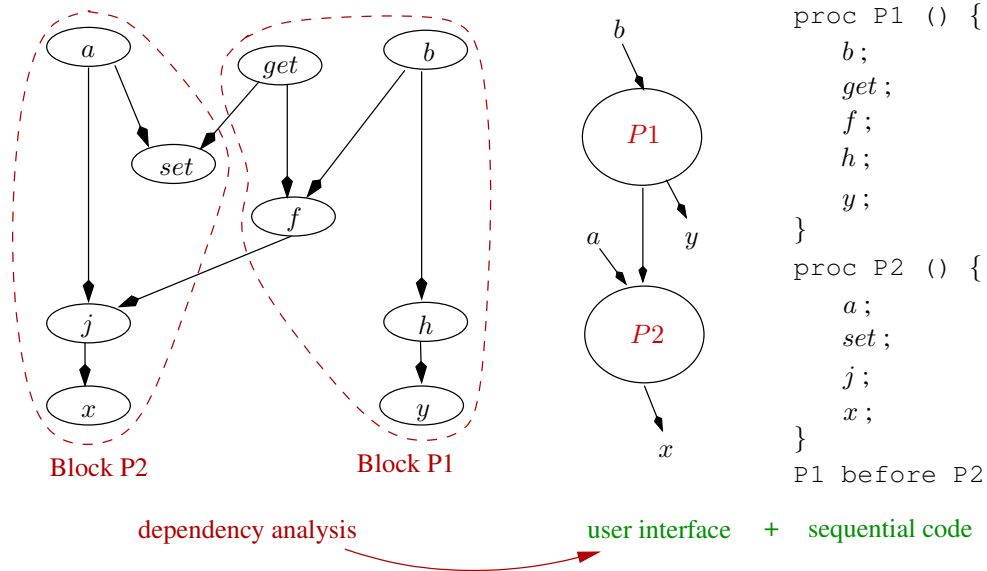 a
get
b
set
f
j
h
x
y
Block P2
Block P1
b
P1
y
a
P2
x
proc P1 () {
b ;
get ;
f ;
h ;
y ;
}
proc P2 () {
a ;
set ;
j ;
x ;
}
P1 before P2
dependency analysis
user interface + sequential code